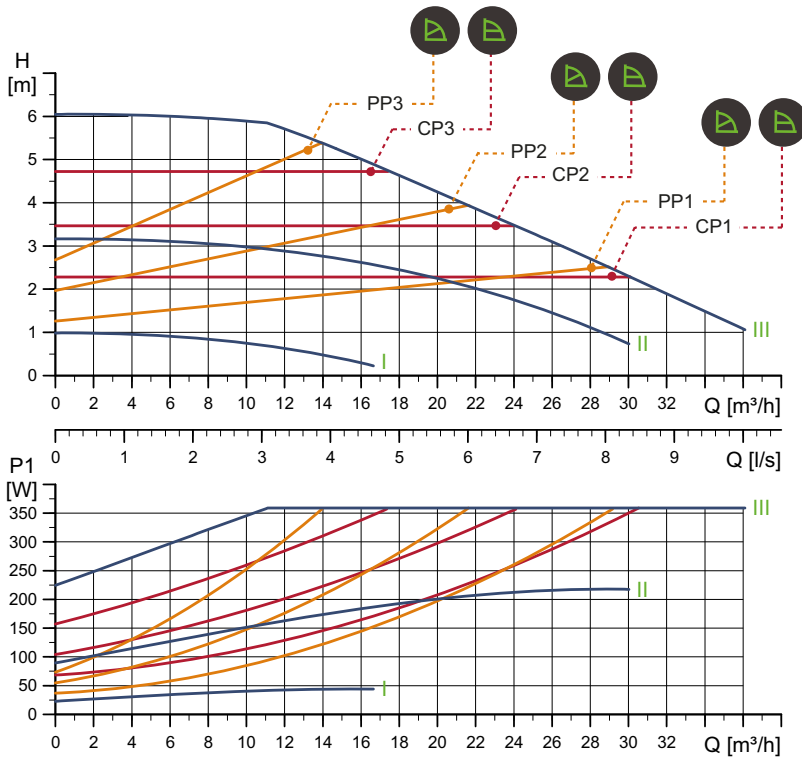 H
[m]
PP3
CP3
PP2
CP2
PP1
CP1
6
5
4
3
2
1
0
I
II
III
0 2 4 6 8 10 12 14 16 18 20 22 24 26 28 30 32
Q [m³/h]
0 1 2 3 4 5 6 7 8 9
Q [l/s]
P1
[W]
350
300
250
200
150
100
50
0
III
II
I
0 2 4 6 8 10 12 14 16 18 20 22 24 26 28 30 32
Q [m³/h]